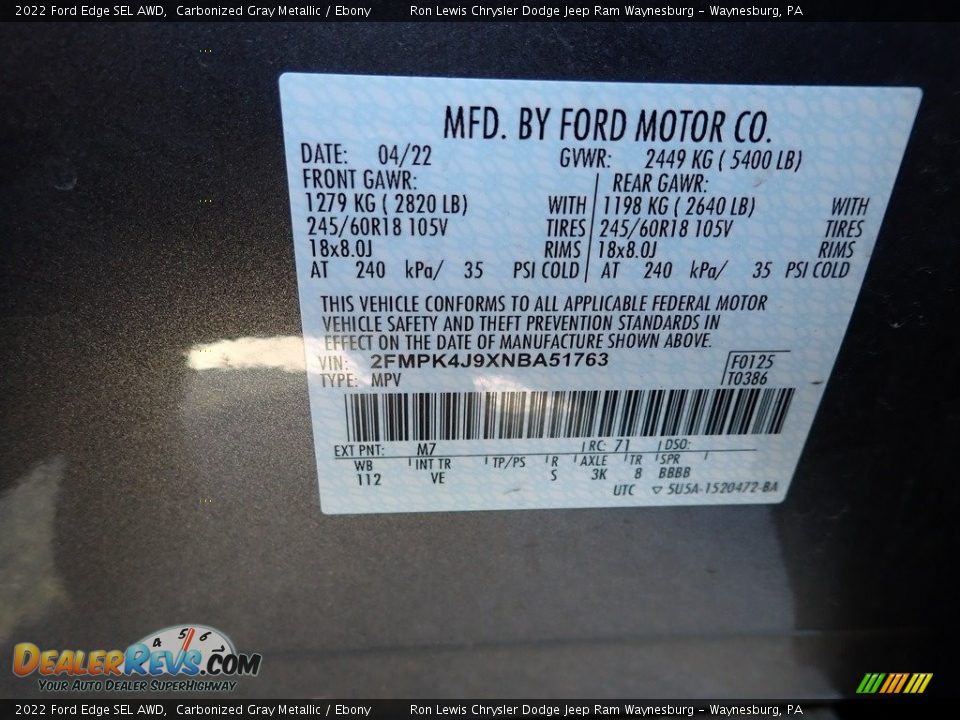 2022 Ford Edge SEL AWD, Carbonized Gray Metallic / Ebony Ron Lewis Chrysler Dodge Jeep Ram Waynesburg - Waynesburg, PA
MFD. BY FORD MOTOR CO.
DATE: 04/22 GVWR: 2449 KG ( 5400 LB)
FRONT GAWR: REAR GAWR:
1279 KG ( 2820 LB) WITH 1198 KG ( 2640 LB) WITH
245/60R18 105V TIRES 245/60R18 105V TIRES
18x8.0J RIMS 18x8.0J RIMS
AT 240 kPa/ 35 PSI COLD AT 240 kPa/ 35 PSI COLD
THIS VEHICLE CONFORMS TO ALL APPLICABLE FEDERAL MOTOR
VEHICLE SAFETY AND THEFT PREVENTION STANDARDS IN
EFFECT ON THE DATE OF MANUFACTURE SHOWN ABOVE.
VIN: 2FMPK4J9XNBA51763 F0125
TYPE: MPV T0386
EXT PNT: M7 RC: 71 DSO:
WB INT TR TP/PS R AXLE TR SPR
112 VE S 3K 8 BBBB
UTC ▽ 5U5A-1520472-BA
4 5 6
DEALERREVS.COM
YOUR AUTO DEALER SUPERHIGHWAY
2022 Ford Edge SEL AWD, Carbonized Gray Metallic / Ebony Ron Lewis Chrysler Dodge Jeep Ram Waynesburg - Waynesburg, PA